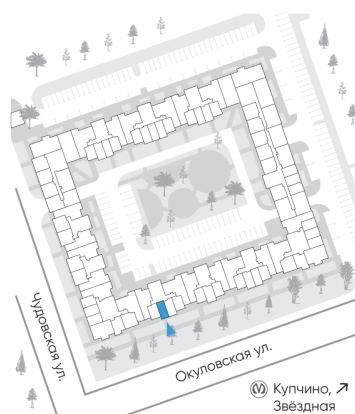 Чудовская ул.
Окуловская ул.
М Купчино, ↗
Звёздная